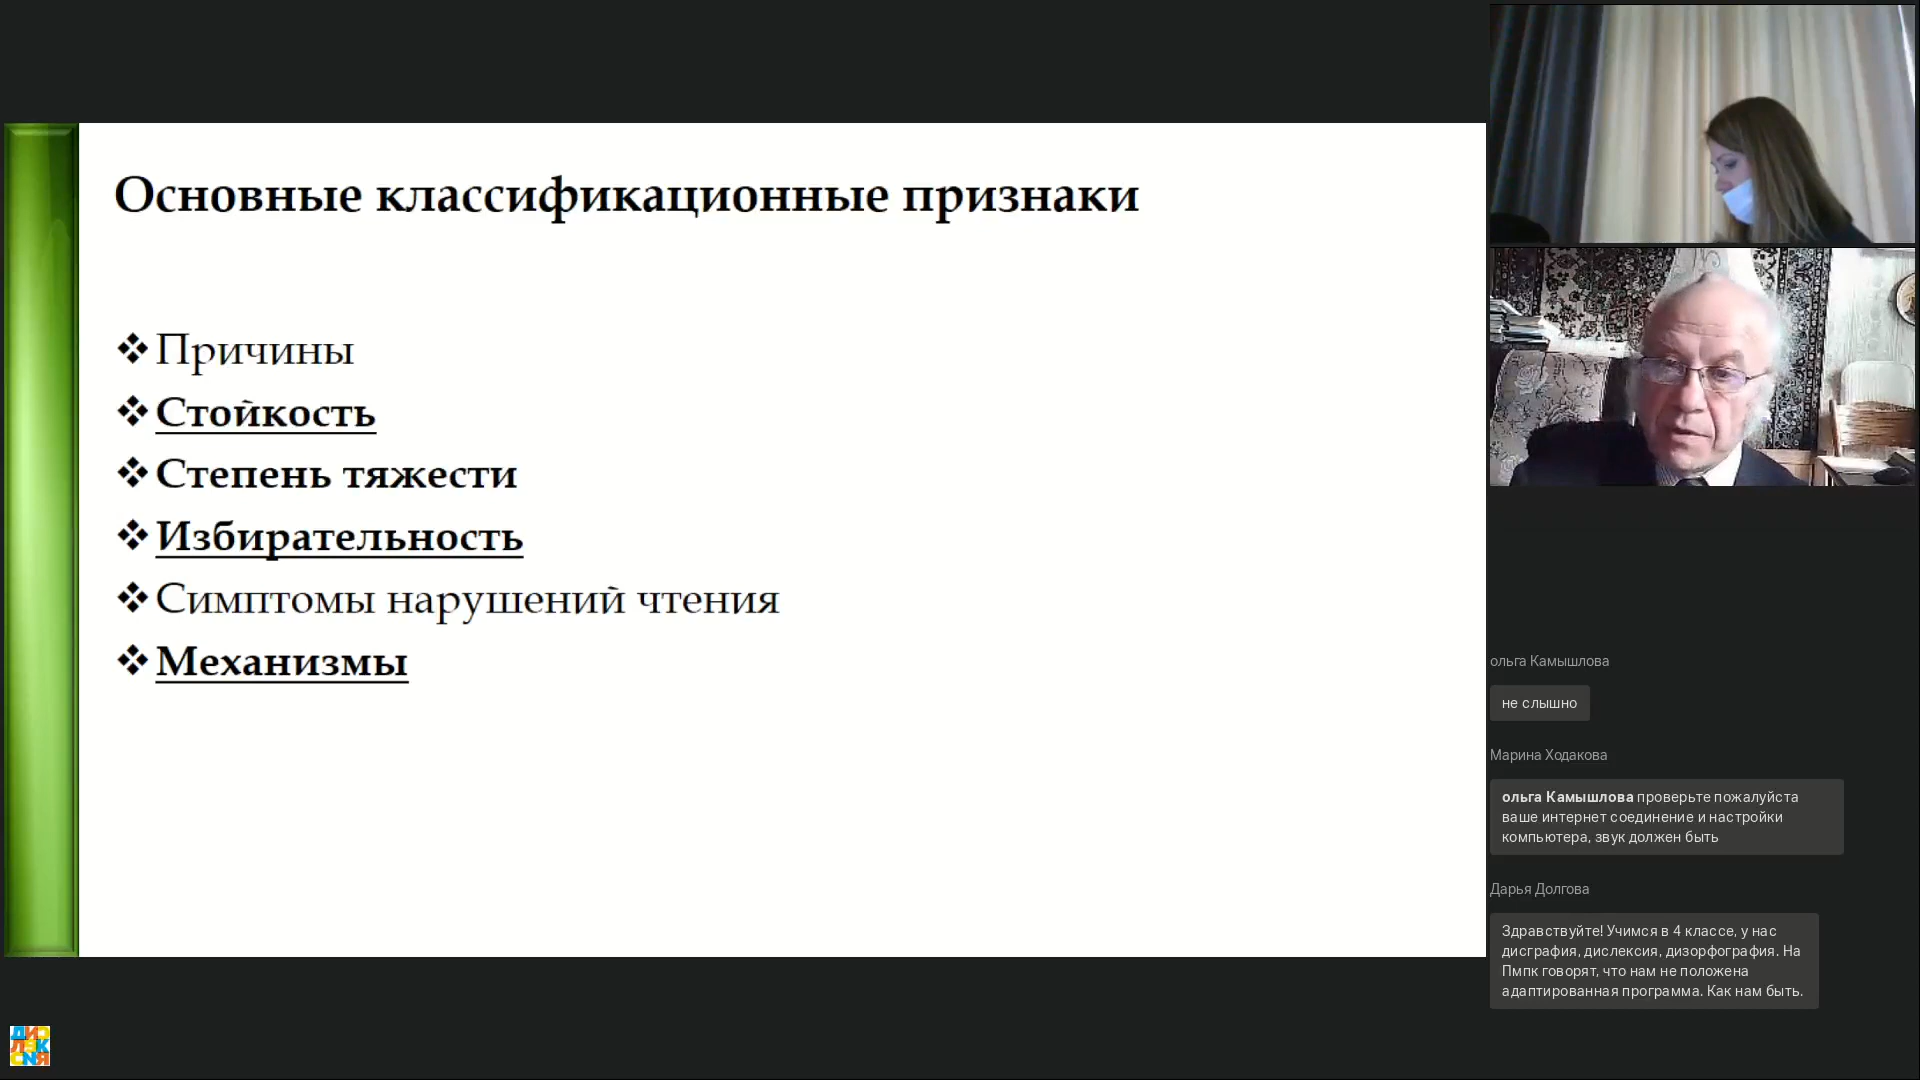 Основные классификационные признаки
❖Причины
❖Стойкость
❖Степень тяжести
❖Избирательность
❖Симптомы нарушений чтения
❖Механизмы
ольга Камышлова
не слышно
Марина Ходакова
ольга Камышлова проверьте пожалуйста
ваше интернет соединение и настройки
компьютера, звук должен быть
Дарья Долгова
Здравствуйте! Учимся в 4 классе, у нас
дисграфия, дислексия, дизорфография. На
Пмпк говорят, что нам не положена
адаптированная программа. Как нам быть.